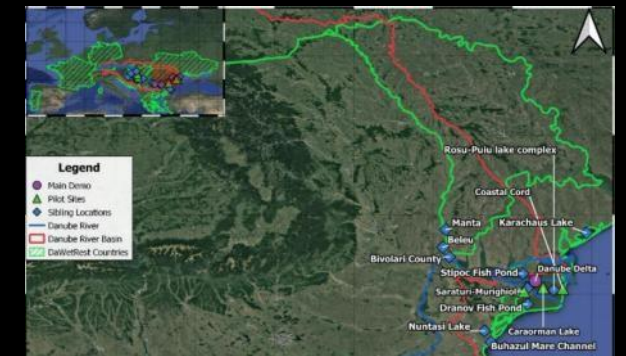 Legend
Main Demo
Pilot Sites
Sibling Locations
Danube River
Danube River Basin
DaWetRest Countries
Rosu-Puiu lake complex
Coastal Cord
Manta
Karachaus Lake
Beleu
Bivolari County
Stipoc Fish Pond
Danube Delta
Saraturi-Murighiol
Dranov Fish Pond
Nuntasi Lake
Caraorman Lake
Buhazul Mare Channel